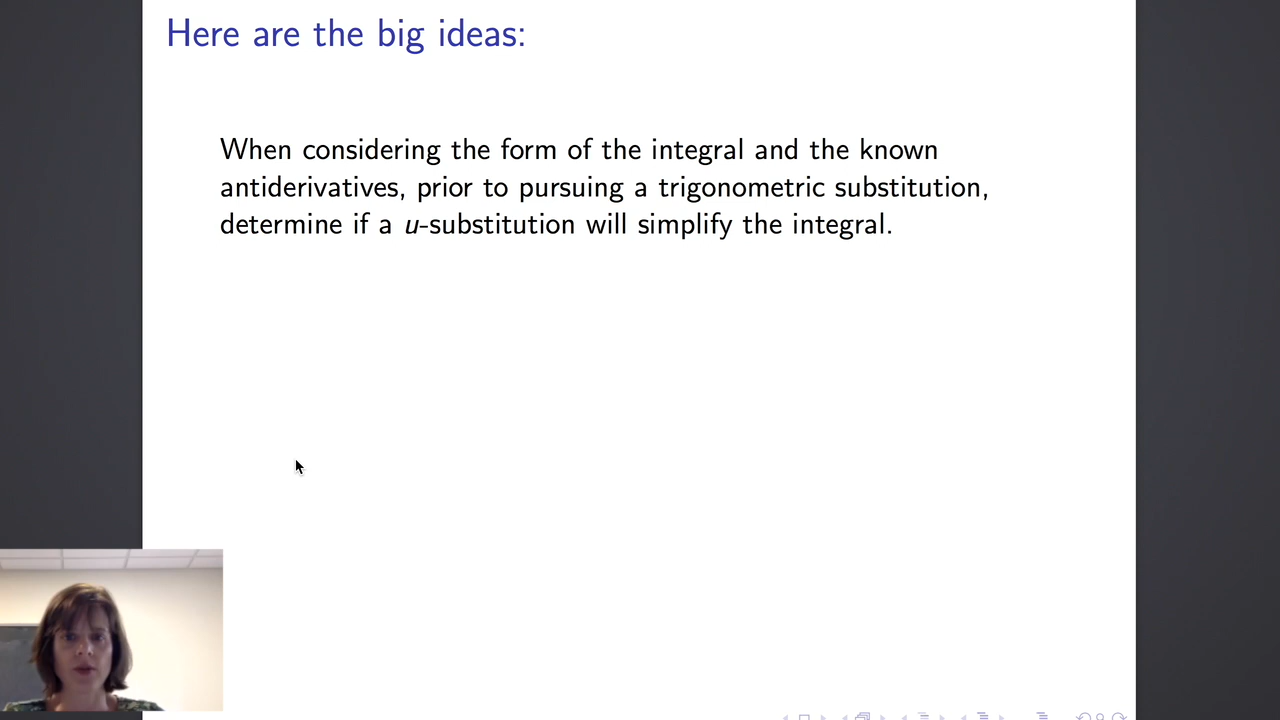 Here are the big ideas:
When considering the form of the integral and the known
antiderivatives, prior to pursuing a trigonometric substitution,
determine if a u-substitution will simplify the integral.